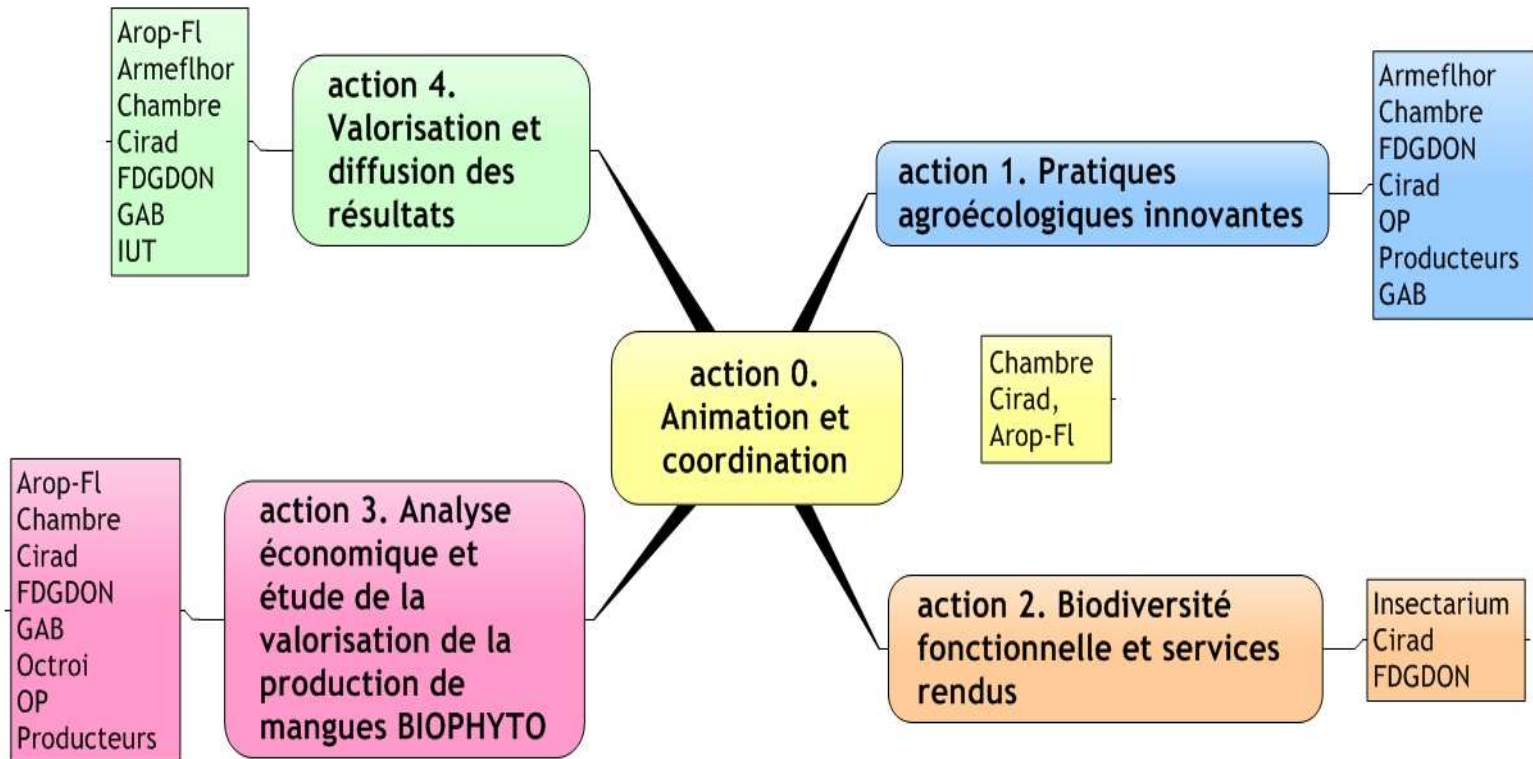 Arop-Fl
Armeflhor
Chambre
Cirad
FDGDON
GAB
IUT
action 4.
Valorisation et
diffusion des
résultats
action 1. Pratiques
agroécologiques innovantes
Armeflhor
Chambre
FDGDON
Cirad
OP
Producteurs
GAB
action 0.
Animation et
coordination
Chambre
Cirad,
Arop-Fl
Arop-Fl
Chambre
Cirad
FDGDON
GAB
Octroi
OP
Producteurs
action 3. Analyse
économique et
étude de la
valorisation de la
production de
mangues BIOPHYTO
action 2. Biodiversité
fonctionnelle et services
rendus
Insectarium
Cirad
FDGDON